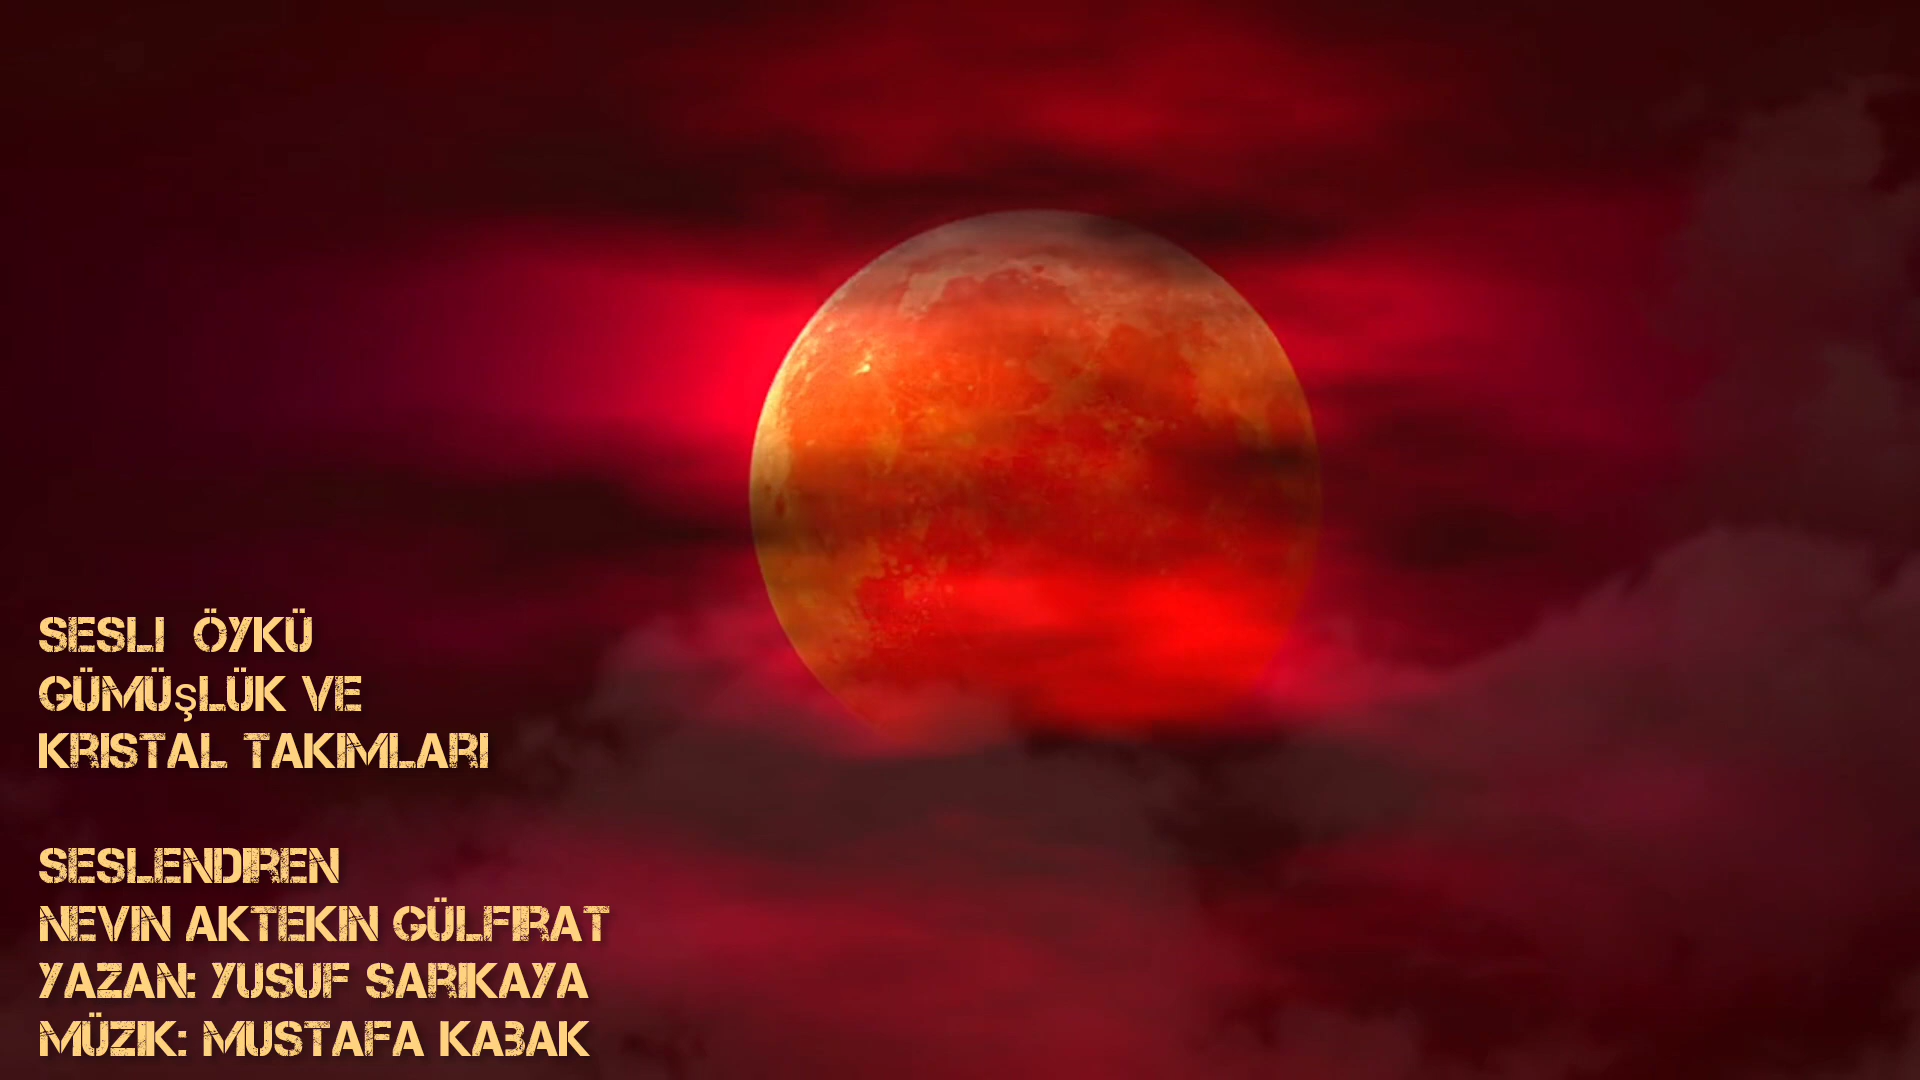 SESLI ÖYKÜ
GÜMÜŞLÜK VE
KRISTAL TAKIMLARI
SESLENDIREN
NEVIN AKTEKIN GÜLFIRAT
YAZAN: YUSUF SARIKAYA
MÜZIK: MUSTAFA KABAK